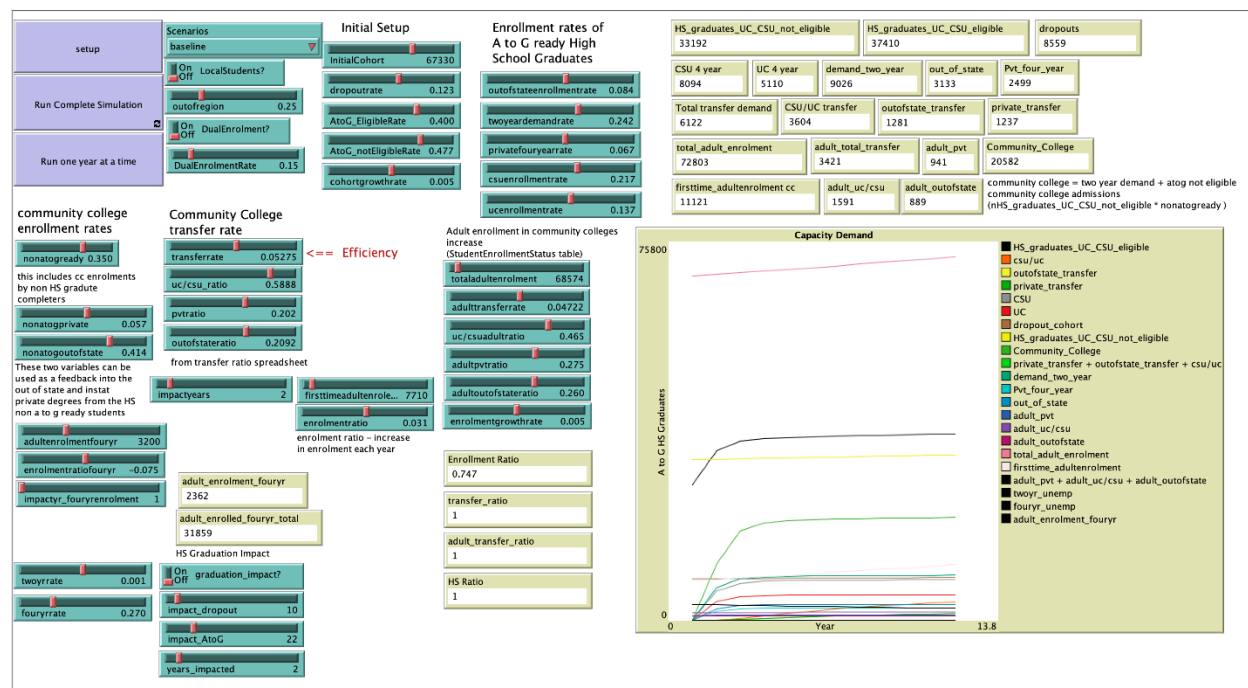 setup
Run Complete Simulation
Run one year at a time
Scenarios
baseline
On
Off
LocalStudents?
outofregion 0.25
On
Off
DualEnrolment?
DualEnrolmentRate 0.15
Initial Setup
InitialCohort 67330
dropoutrate 0.123
AtoG_EligibleRate 0.400
AtoG_notEligibleRate 0.477
cohortgrowthrate 0.005
Enrollment rates of
A to G ready High
School Graduates
outofstateenrollmentrate 0.084
twoyeardemandrate 0.242
privatefouryearrate 0.067
csuenrollmentrate 0.217
ucenrollmentrate 0.137
HS_graduates_UC_CSU_not_eligible
33192
HS_graduates_UC_CSU_eligible
37410
dropouts
8559
CSU 4 year
8094
UC 4 year
5110
demand_two_year
9026
out_of_state
3133
Pvt_four_year
2499
Total transfer demand
6122
CSU/UC transfer
3604
outofstate_transfer
1281
private_transfer
1237
total_adult_enrolment
72803
adult_total_transfer
3421
adult_pvt
941
Community_College
20582
firsttime_adultenrolment cc
11121
adult_uc/csu
1591
adult_outofstate
889
community college = two year demand + atog not eligible
community college admissions
(nHS_graduates_UC_CSU_not_eligible * nonatogready )
community college
enrollment rates
nonatogready 0.350
this includes cc enrolments
by non HS gradute
completers
nonatogprivate 0.057
nonatogoutofstate 0.414
These two variables can be
used as a feedback into the
out of state and instat
private degrees from the HS
non a to g ready students
Community College
transfer rate
transferrate 0.05275
<== Efficiency
uc/csu_ratio 0.5888
pvtratio 0.202
outofstateratio 0.2092
from transfer ratio spreadsheet
impactyears 2
firsttimeadultenrole... 7710
enrolmentratio 0.031
enrolment ratio - increase
in enrolment each year
Adult enrollment in community colleges
increase
(StudentEnrollmentStatus table)
totaladultenrolment 68574
adulttransferrate 0.04722
uc/csuadultratio 0.465
adultpvtratio 0.275
adultoutofstateratio 0.260
enrolmentgrowthrate 0.005
adultenrolmentfouryr 3200
enrolmentratiofouryr -0.075
impactyr_fouryrenrolment 1
adult_enrolment_fouryr
2362
adult_enrolled_fouryr_total
31859
HS Graduation Impact
twoyrrate 0.001
fouryrrate 0.270
On
Off
graduation_impact?
impact_dropout 10
impact_AtoG 22
years_impacted 2
Enrollment Ratio
0.747
transfer_ratio
1
adult_transfer_ratio
1
HS Ratio
1
Capacity Demand
75800
A to G HS Graduates
0
0
Year
13.8
HS_graduates_UC_CSU_eligible
csu/uc
outofstate_transfer
private_transfer
CSU
UC
dropout_cohort
HS_graduates_UC_CSU_not_eligible
Community_College
private_transfer + outofstate_transfer + csu/uc
demand_two_year
Pvt_four_year
out_of_state
adult_pvt
adult_uc/csu
adult_outofstate
total_adult_enrolment
firsttime_adultenrolment
adult_pvt + adult_uc/csu + adult_outofstate
twoyr_unemp
fouryr_unemp
adult_enrolment_fouryr